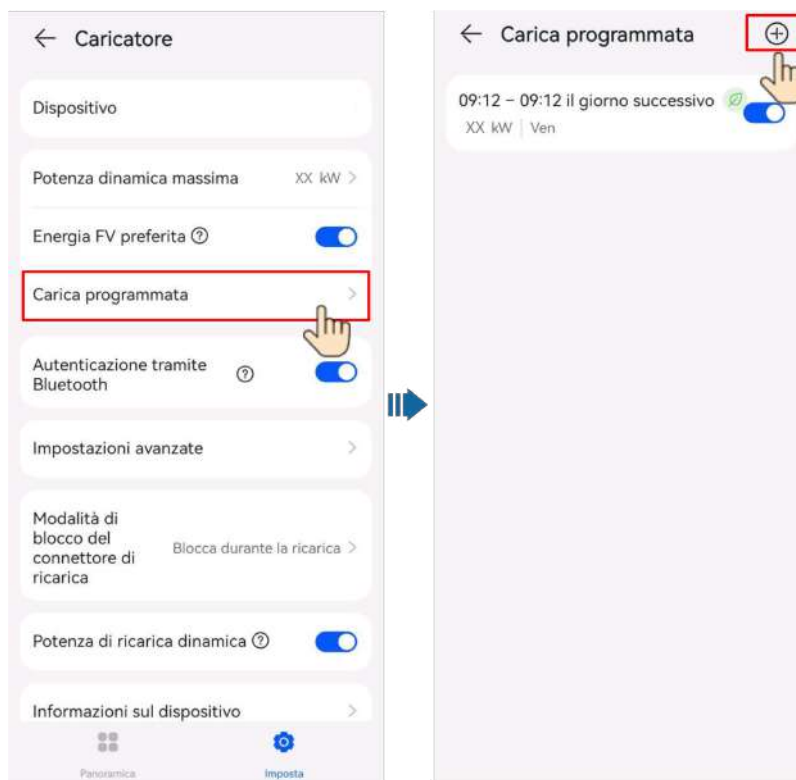 Caricatore
Dispositivo
Potenza dinamica massima XX kW
Energia FV preferita
Carica programmata
Autenticazione tramite
Bluetooth
Impostazioni avanzate
Modalità di
blocco del
connettore di
ricarica
Blocca durante la ricarica
Potenza di ricarica dinamica
Informazioni sul dispositivo
Panoramica
Imposta
Carica programmata
09:12 – 09:12 il giorno successivo
XX kW | Ven